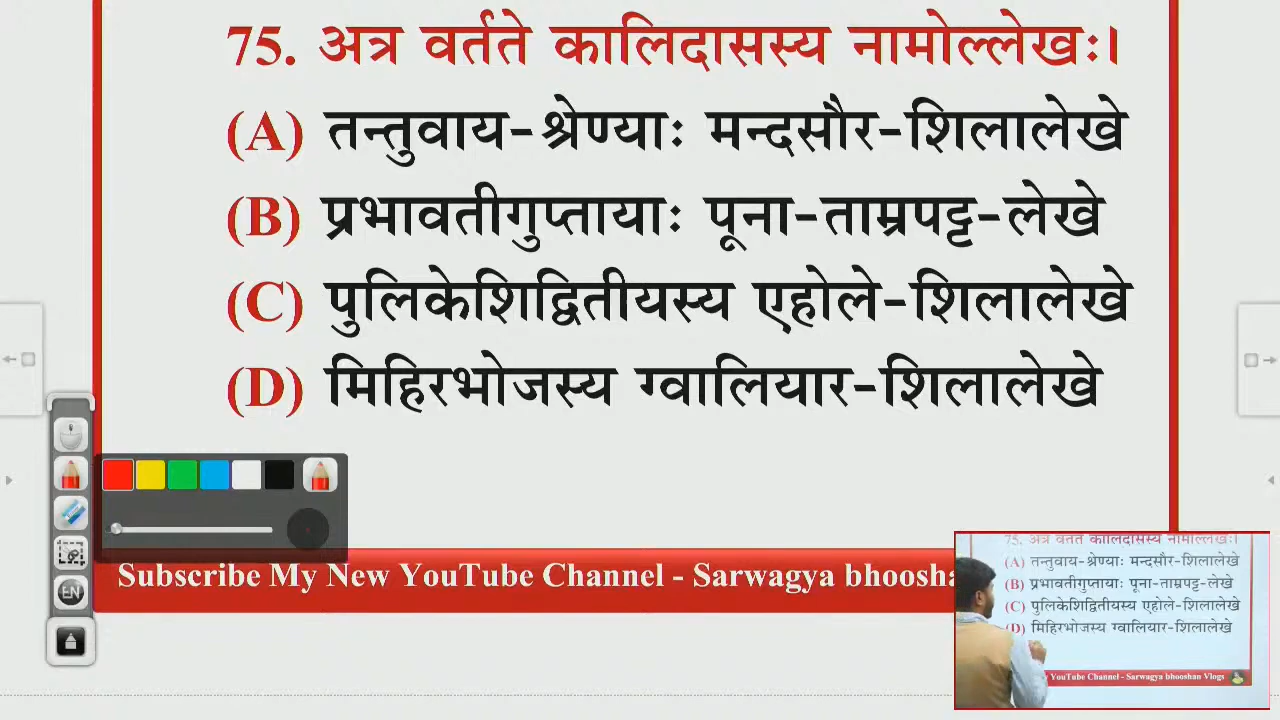 75. अत्र वर्तते कालिदासस्य नामोल्लेखः।
(A) तन्तुवाय-श्रेण्याः मन्दसौर-शिलालेखे
(B) प्रभावतीगुप्तायाः पूना-ताम्रपट्ट-लेखे
(C) पुलिकेशिद्वितीयस्य एहोले-शिलालेखे
(D) मिहिरभोजस्य ग्वालियार-शिलालेखे
EN
Subscribe My New YouTube Channel - Sarwagya bhoosha
75. अत्र वर्तते कालिदासस्य नामोल्लेखः।
(A) तन्तुवाय-श्रेण्याः मन्दसौर-शिलालेखे
(B) प्रभावतीगुप्तायाः पूना-ताम्रपट्ट-लेखे
(C) पुलिकेशिद्वितीयस्य एहोले-शिलालेखे
(D) मिहिरभोजस्य ग्वालियार-शिलालेखे
YouTube Channel - Sarwagya bhooshan Vlogs